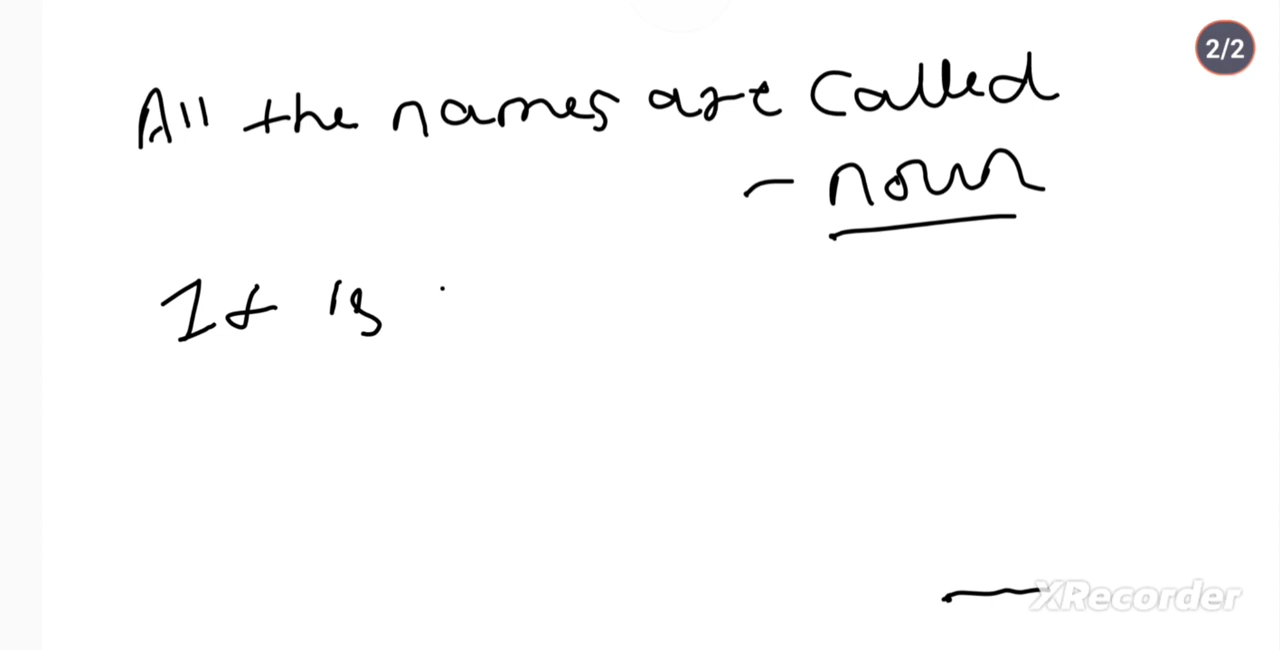 2/2
All the names are called
- noun
It is
XRecorder